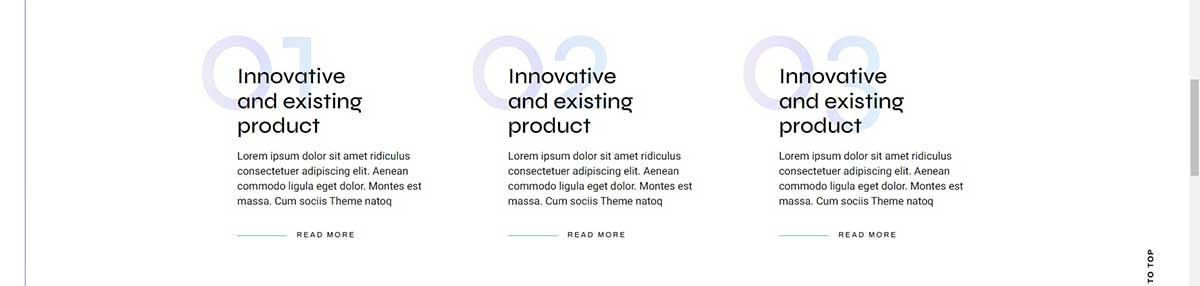 01
Innovative
and existing
product
Lorem ipsum dolor sit amet ridiculus
consectetuer adipiscing elit. Aenean
commodo ligula eget dolor. Montes est
massa. Cum sociis Theme natoq
READ MORE
02
Innovative
and existing
product
Lorem ipsum dolor sit amet ridiculus
consectetuer adipiscing elit. Aenean
commodo ligula eget dolor. Montes est
massa. Cum sociis Theme natoq
READ MORE
03
Innovative
and existing
product
Lorem ipsum dolor sit amet ridiculus
consectetuer adipiscing elit. Aenean
commodo ligula eget dolor. Montes est
massa. Cum sociis Theme natoq
READ MORE
TO TOP